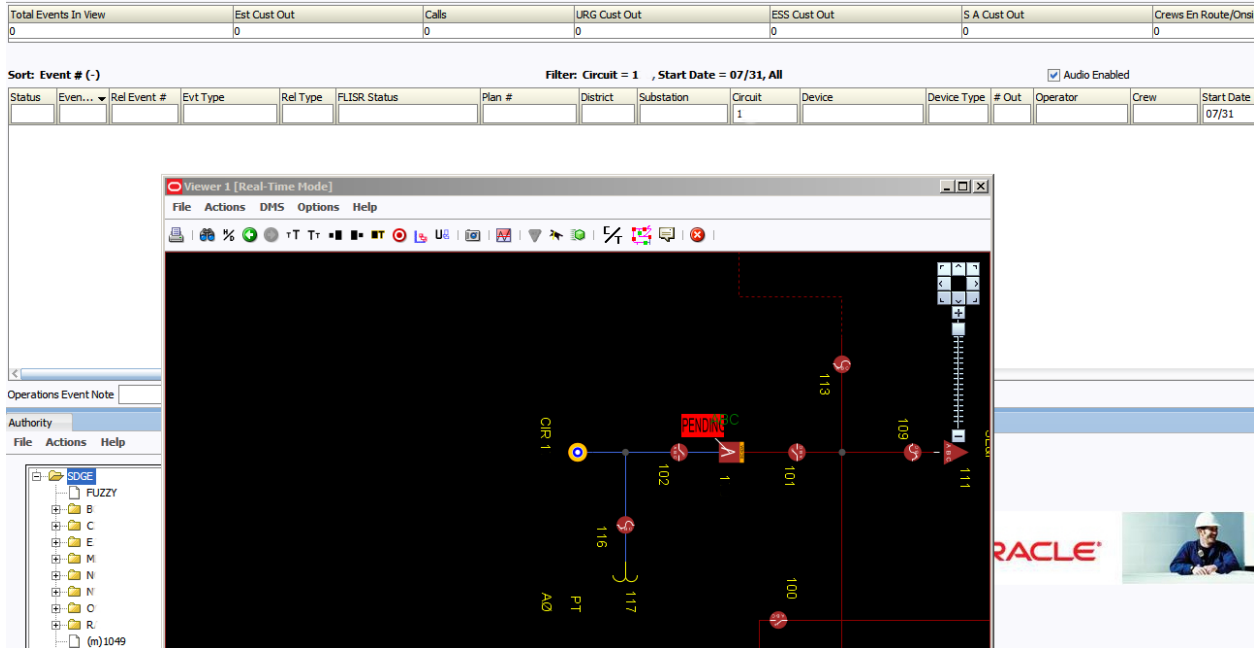 Total Events In View Est Cust Out Calls URG Cust Out ESS Cust Out S A Cust Out Crews En Route/Onsi
0 0 0 0 0 0 0
Sort: Event # (-) Filter: Circuit = 1 , Start Date = 07/31, All Audio Enabled
Status Even... Rel Event # Evt Type Rel Type FLISR Status Plan # District Substation Circuit Device Device Type # Out Operator Crew Start Date
1 07/31
Viewer 1 [Real-Time Mode]
File Actions DMS Options Help
Operations Event Note
Authority
File Actions Help
SDGE
FUZZY
B
C
E
M
N
N
O
R
(m)1049
113
CIR 1
PENDING
109
102
1
101
111
A B C
116
117
AØ
PT
100
RACLE